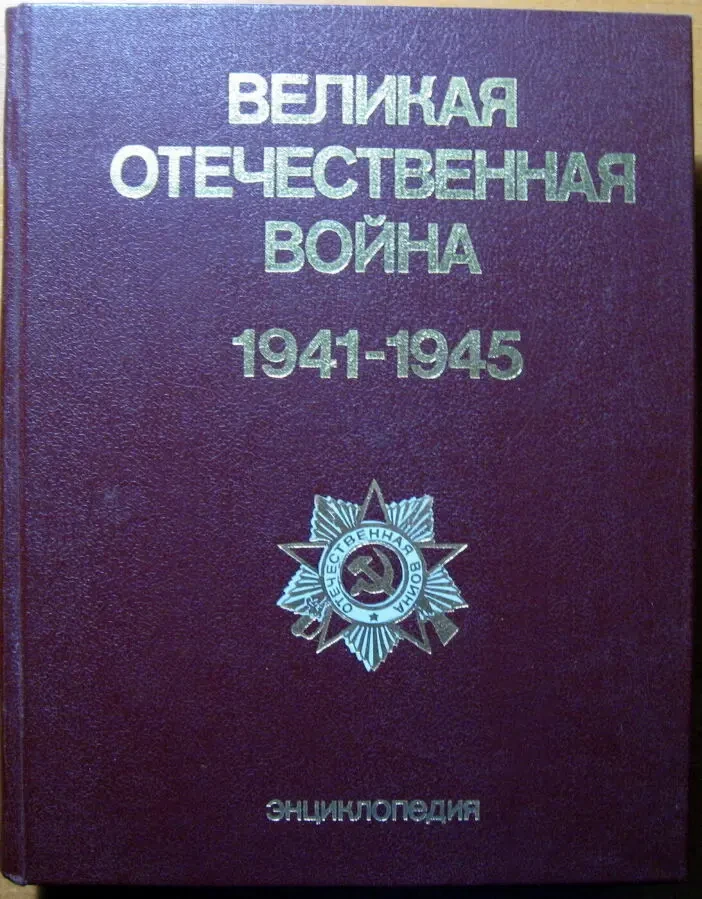 ВЕЛИКАЯ
ОТЕЧЕСТВЕННАЯ
ВОЙНА
1941-1945
ОТЕЧЕСТВЕННАЯ ВОЙНА
ЭНЦИКЛОПЕДИЯ